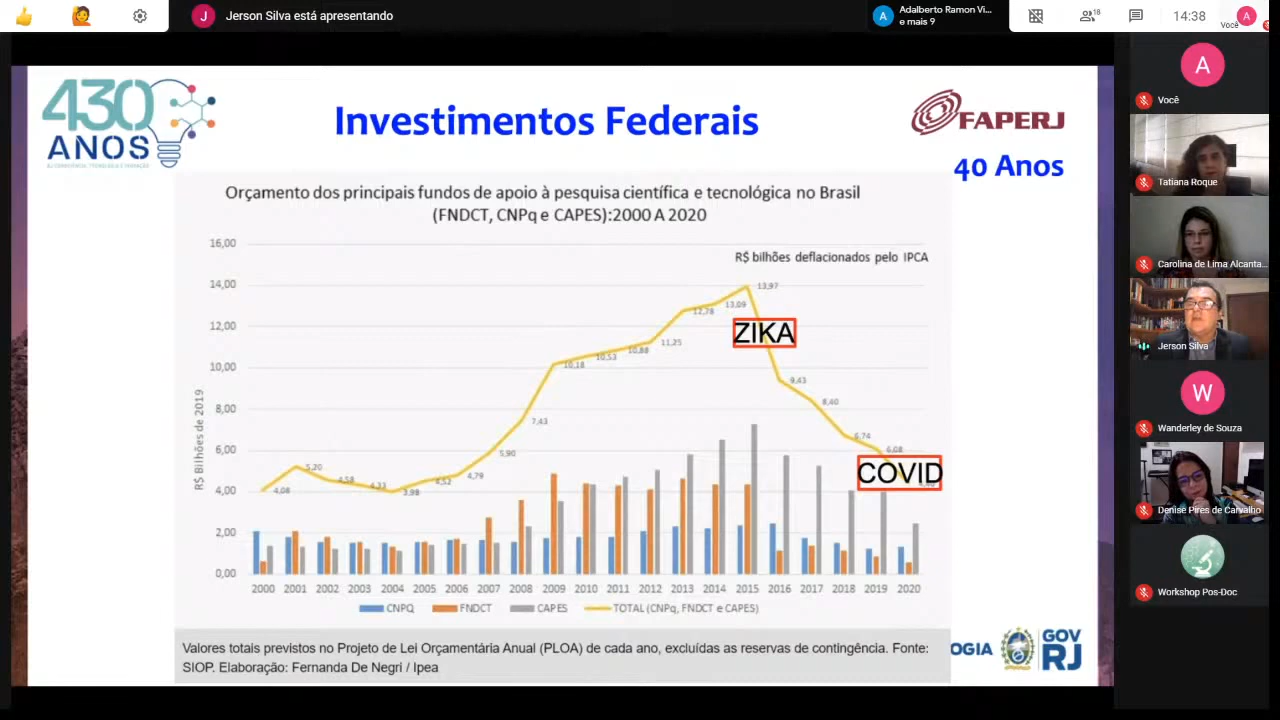 J Jerson Silva está apresentando
A Adalberto Ramon Vi...
e mais 9
18
14:38
Você
A
430
ANOS
Investimentos Federais
FAPERJ
40 Anos
Orçamento dos principais fundos de apoio à pesquisa científica e tecnológica no Brasil
(FNDCT, CNPq e CAPES):2000 A 2020
R$ bilhões deflacionados pelo IPCA
R$ Bilhões de 2019
16,00
14,00
12,00
10,00
8,00
6,00
4,00
2,00
0,00
4,08
5,20
4,58
4,33
3,98
4,52
4,79
5,90
7,43
10,18
10,53
10,88
11,25
12,78
13,09
13,97
9,43
8,40
6,74
6,08
ZIKA
COVID
2000 2001 2002 2003 2004 2005 2006 2007 2008 2009 2010 2011 2012 2013 2014 2015 2016 2017 2018 2019 2020
CNPQ FNDCT CAPES TOTAL (CNPq, FNDCT e CAPES)
Valores totais previstos no Projeto de Lei Orçamentária Anual (PLOA) de cada ano, excluídas as reservas de contingência. Fonte:
SIOP. Elaboração: Fernanda De Negri / Ipea
OGIA
GOV
RJ
A
Você
Tatiana Roque
Carolina de Lima Alcanta...
Jerson Silva
W
Wanderley de Souza
Denise Pires de Carvalho
Workshop Pos-Doc